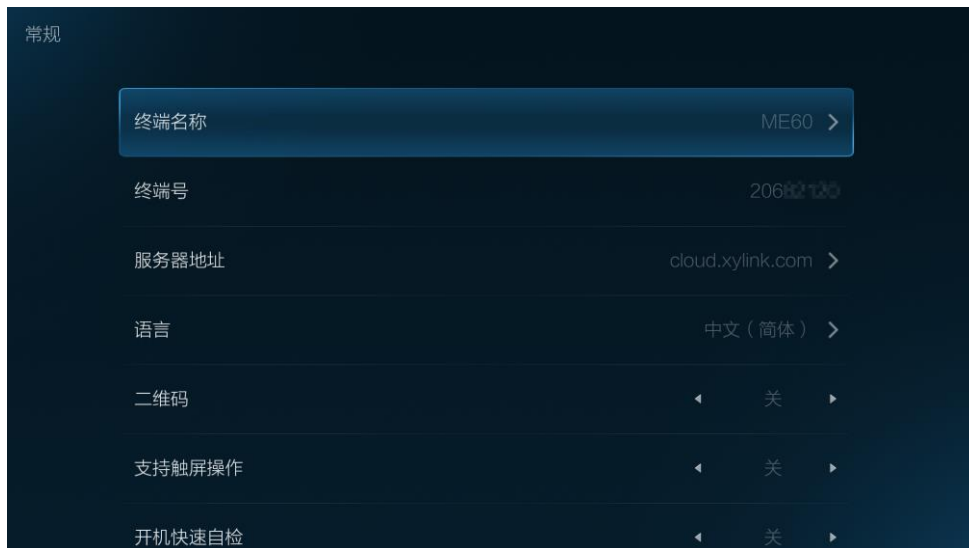 常规
终端名称 ME60
终端号 206
服务器地址 cloud.xylink.com
语言 中文（简体）
二维码 关
支持触屏操作 关
开机快速自检 关